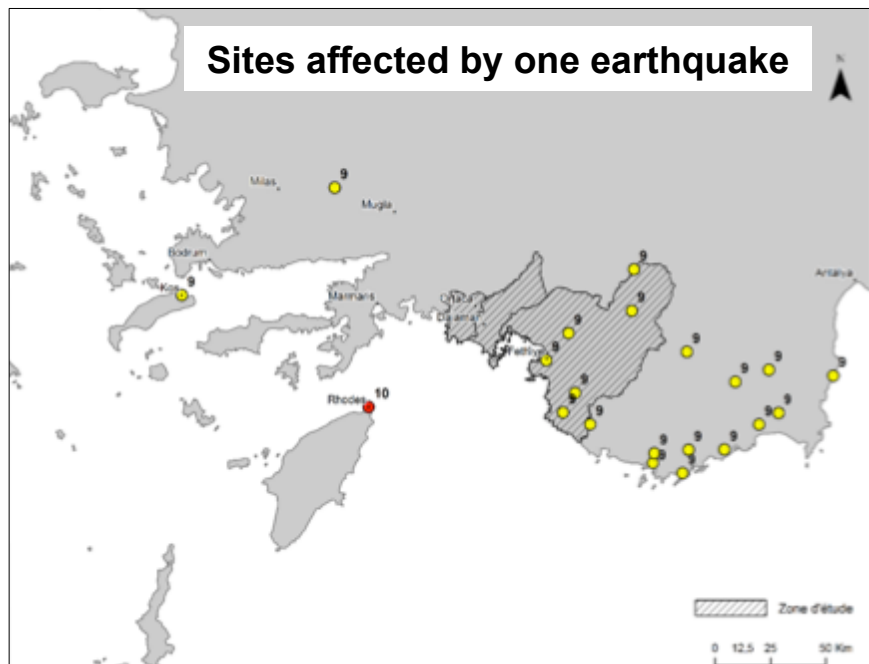 Sites affected by one earthquake
N
9
Milas
Mugla
Bodrum
9
Antalya
Kos
9
Marmaris
Ortaca
Dalaman
9
9
9
9
Fethiye
9
9
9
9
10
Rhodes
9
9
9
9
9
9
9
9
9
9
9
Zone d'étude
0 12,5 25 50 Km